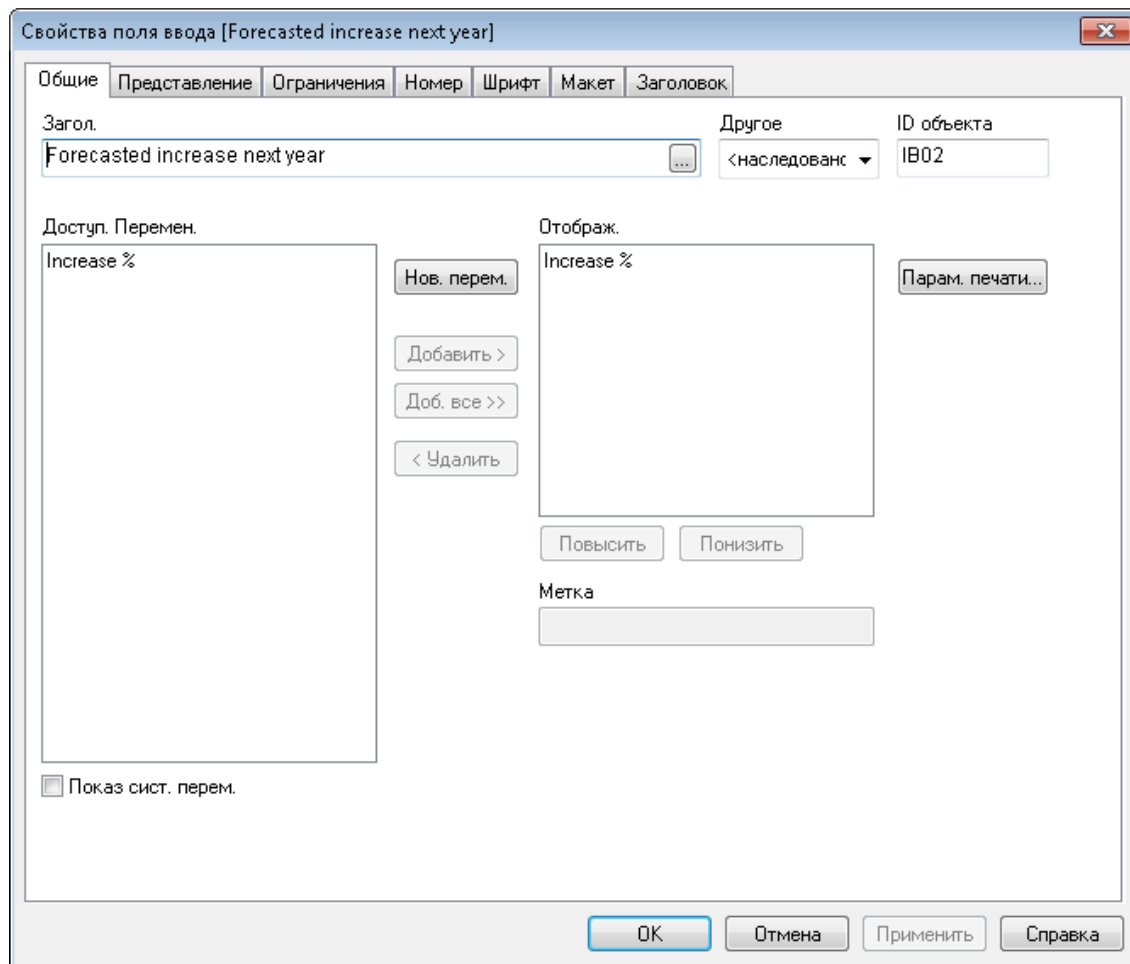 Свойства поля ввода [Forecasted increase next year]
Общие Представление Ограничения Номер Шрифт Макет Заголовок
Загол. Другое ID объекта
Forecasted increase next year ... <наследованс IB02
Доступ. Перемен. Отображ.
Increase % Нов. перем. Increase % Парам. печати...
Добавить >
Доб. все >>
< Удалить
Повысить Понизить
Метка
Показ сист. перем.
OK Отмена Применить Справка